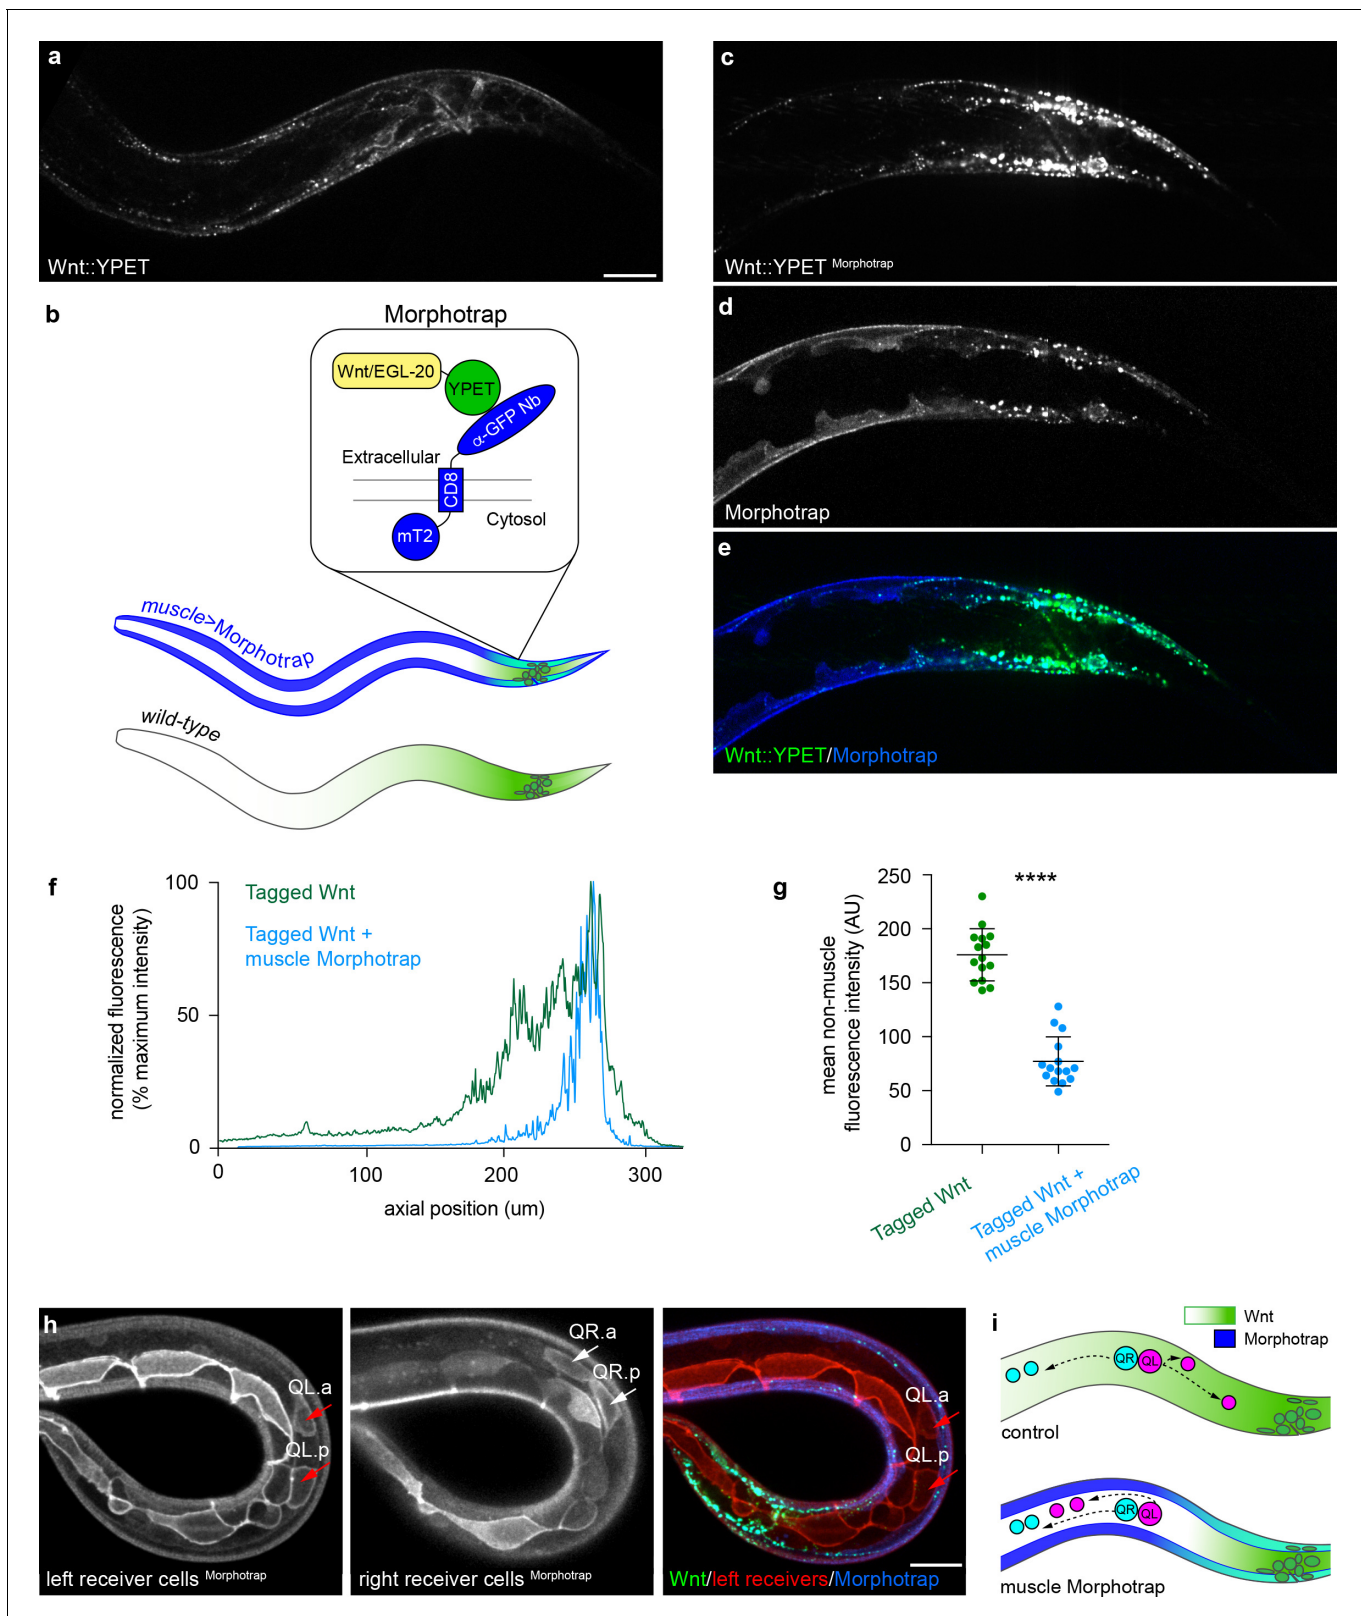 a
Wnt::YPET
b
Morphotrap
Wnt/EGL-20
YPET
α-GFP Nb
Extracellular
CD8
Cytosol
mT2
muscle>Morphotrap
wild-type
c
Wnt::YPET Morphotrap
d
Morphotrap
e
Wnt::YPET/Morphotrap
f
100
50
0
normalized fluorescence
(% maximum intensity)
Tagged Wnt
Tagged Wnt +
muscle Morphotrap
0 100 200 300
axial position (um)
g
****
250
200
150
100
50
0
mean non-muscle
fluorescence intensity (AU)
Tagged Wnt
Tagged Wnt +
muscle Morphotrap
h
QL.a
QL.p
left receiver cells Morphotrap
QR.a
QR.p
right receiver cells Morphotrap
QL.a
QL.p
Wnt/left receivers/Morphotrap
i
Wnt
Morphotrap
QR QL
control
QR QL
muscle Morphotrap